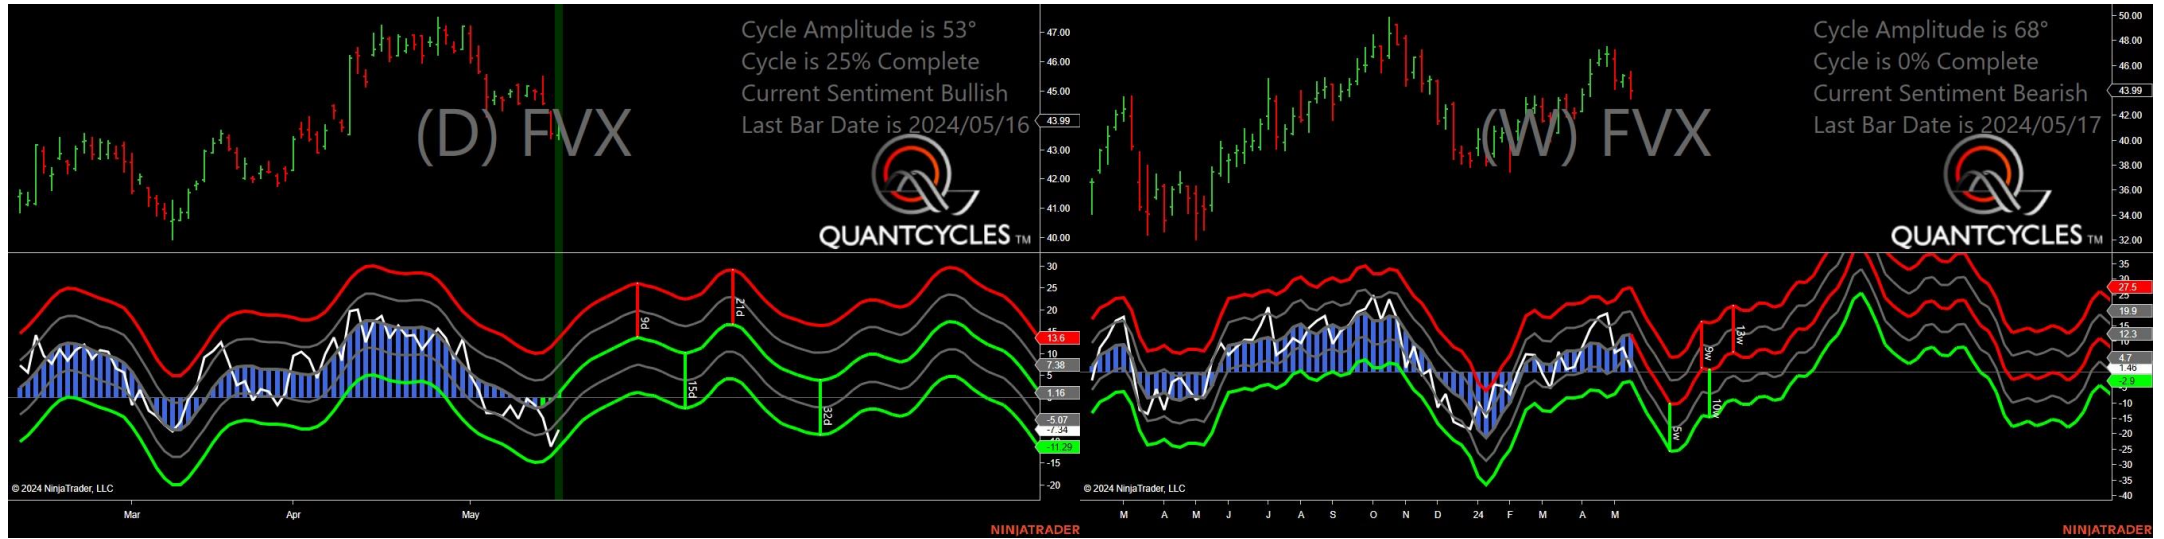 Cycle Amplitude is 53°
Cycle is 25% Complete
Current Sentiment Bullish
Last Bar Date is 2024/05/16
(D) FVX
QUANTCYCLES TM
47.00
46.00
45.00
43.99
43.00
42.00
41.00
40.00
30
25
20
15
13.6
10
7.38
5
1.16
-5.07
-7.34
-11.29
-15
-20
9d
15d
21d
32d
© 2024 NinjaTrader, LLC
Mar
Apr
May
NINJATRADER
Cycle Amplitude is 68°
Cycle is 0% Complete
Current Sentiment Bearish
Last Bar Date is 2024/05/17
(W) FVX
QUANTCYCLES TM
50.00
48.00
46.00
43.99
42.00
40.00
38.00
36.00
34.00
32.00
35
30
27.5
25
19.9
15
12.3
10
4.7
1.46
-2.9
-5
-10
-15
-20
-25
-30
-35
-40
5w
9w
10w
13w
© 2024 NinjaTrader, LLC
M A M J J A S O N D 24 F M A M
NINJATRADER